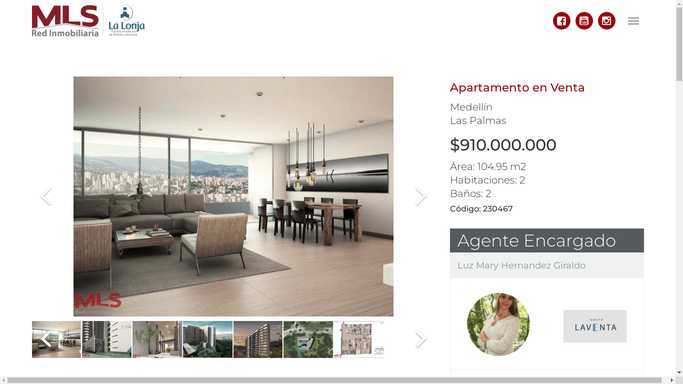 MLS
Red Inmobiliaria
La Lonja
Apartamento en Venta
Medellín
Las Palmas
$910.000.000
Área: 104.95 m2
Habitaciones: 2
Baños: 2
Código: 230467
Agente Encargado
Luz Mary Hernandez Giraldo
LAVENTA
MLS